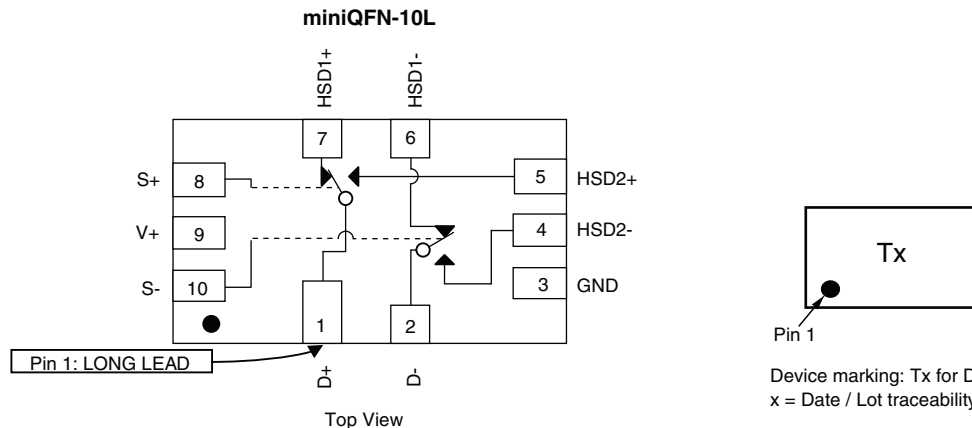 miniQFN-10L
HSD1+
HSD1-
7
6
S+
8
5
HSD2+
V+
9
4
HSD2-
S-
10
3
GND
1
2
Pin 1: LONG LEAD
D+
D-
Top View
Tx
Pin 1
Device marking: Tx for D
x = Date / Lot traceability